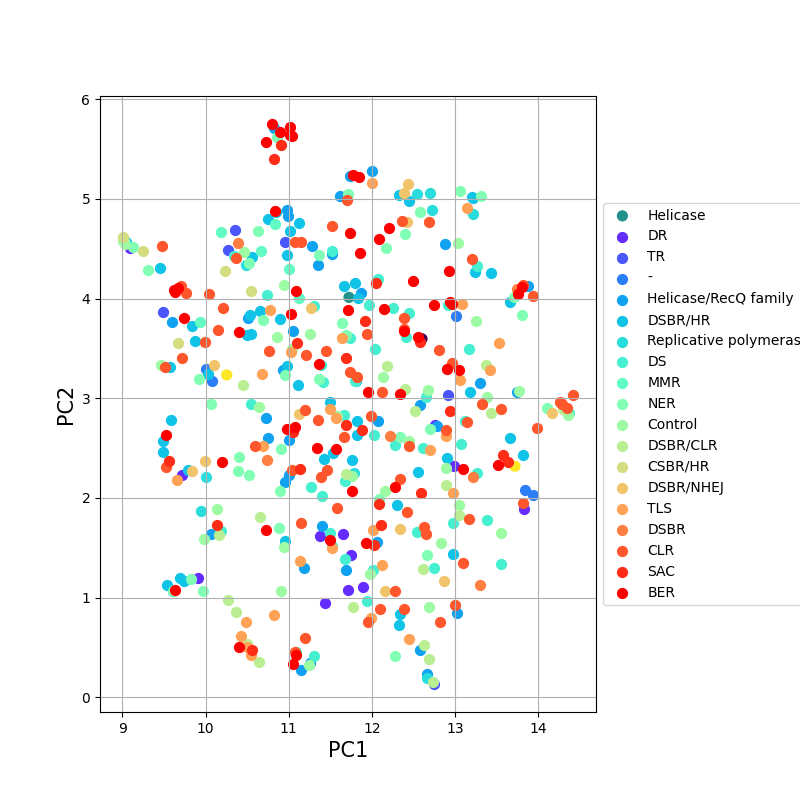 6
5
4
3
2
1
0
PC2
9 10 11 12 13 14
PC1
Helicase
DR
TR
-
Helicase/RecQ family
DSBR/HR
Replicative polymeras
DS
MMR
NER
Control
DSBR/CLR
CSBR/HR
DSBR/NHEJ
TLS
DSBR
CLR
SAC
BER